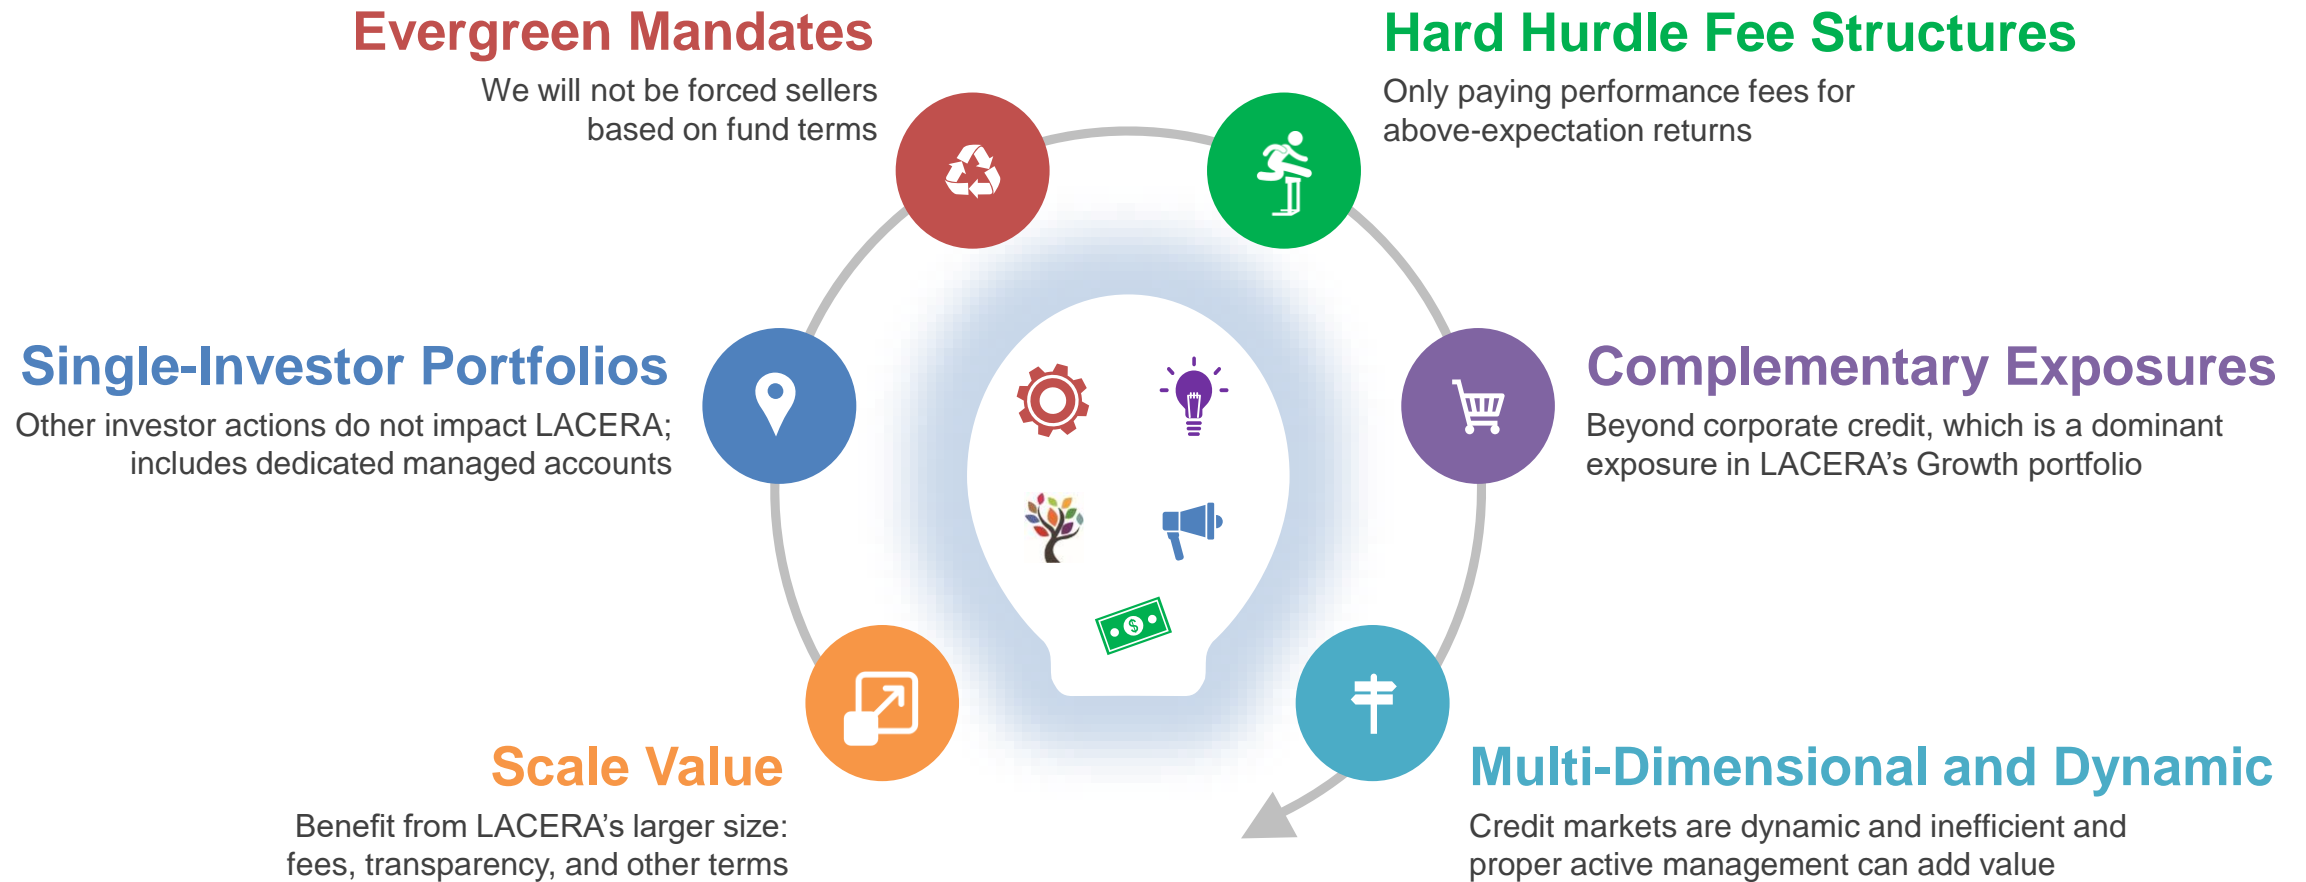 Evergreen Mandates
We will not be forced sellers
based on fund terms
Hard Hurdle Fee Structures
Only paying performance fees for
above-expectation returns
Single-Investor Portfolios
Other investor actions do not impact LACERA;
includes dedicated managed accounts
Complementary Exposures
Beyond corporate credit, which is a dominant
exposure in LACERA's Growth portfolio
$
Scale Value
Benefit from LACERA's larger size:
fees, transparency, and other terms
Multi-Dimensional and Dynamic
Credit markets are dynamic and inefficient and
proper active management can add value